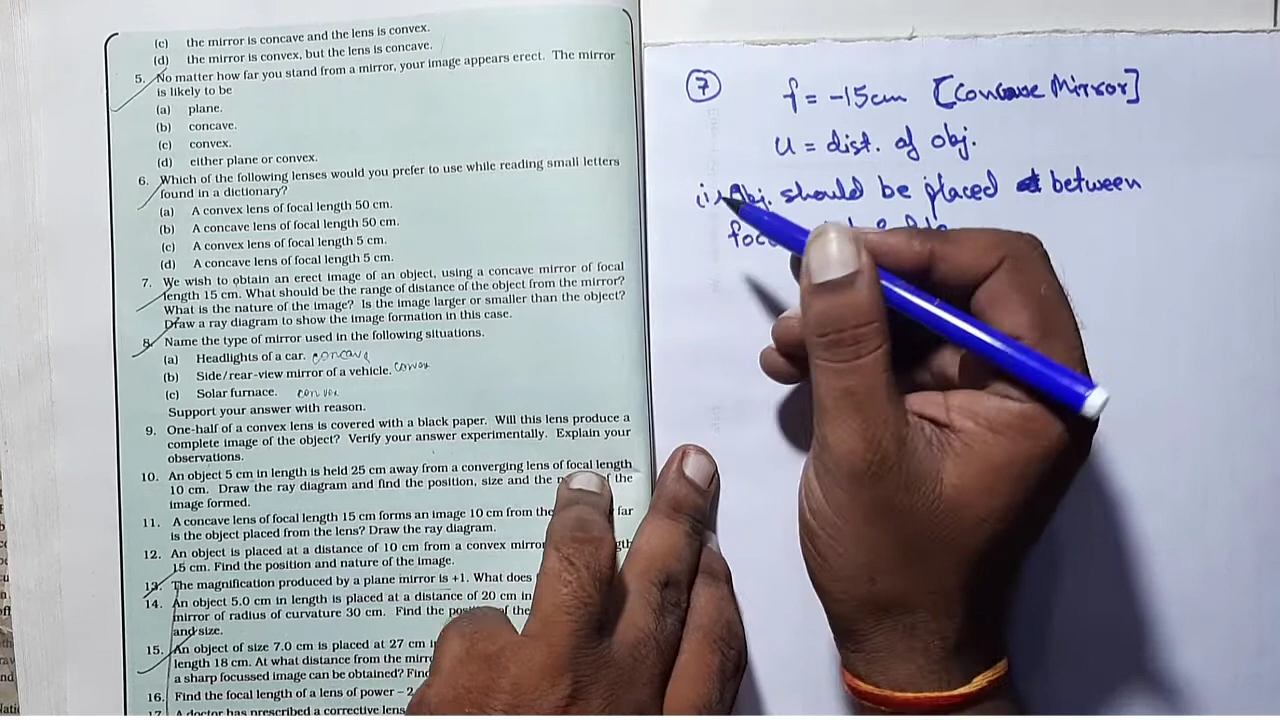 (c) the mirror is concave and the lens is convex.
(d) the mirror is convex, but the lens is concave.
5. No matter how far you stand from a mirror, your image appears erect. The mirror
is likely to be
(a) plane.
(b) concave.
(c) convex.
(d) either plane or convex.
6. Which of the following lenses would you prefer to use while reading small letters
found in a dictionary?
(a) A convex lens of focal length 50 cm.
(b) A concave lens of focal length 50 cm.
(c) A convex lens of focal length 5 cm.
(d) A concave lens of focal length 5 cm.
7. We wish to obtain an erect image of an object, using a concave mirror of focal
length 15 cm. What should be the range of distance of the object from the mirror?
What is the nature of the image? Is the image larger or smaller than the object?
Draw a ray diagram to show the image formation in this case.
8. Name the type of mirror used in the following situations.
(a) Headlights of a car. concave
(b) Side/rear-view mirror of a vehicle. convex
(c) Solar furnace. convex
Support your answer with reason.
9. One-half of a convex lens is covered with a black paper. Will this lens produce a
complete image of the object? Verify your answer experimentally. Explain your
observations.
10. An object 5 cm in length is held 25 cm away from a converging lens of focal length
10 cm. Draw the ray diagram and find the position, size and the of the
image formed.
11. A concave lens of focal length 15 cm forms an image 10 cm from the far
is the object placed from the lens? Draw the ray diagram.
12. An object is placed at a distance of 10 cm from a convex mirror
15 cm. Find the position and nature of the image.
13. The magnification produced by a plane mirror is +1. What does
14. An object 5.0 cm in length is placed at a distance of 20 cm in
mirror of radius of curvature 30 cm. Find the of the
and size.
15. An object of size 7.0 cm is placed at 27 cm
length 18 cm. At what distance from the
a sharp focussed image can be obtained?
16. Find the focal length of a lens of power – 2
17. A doctor has prescribed a corrective lens
7 f = -15cm [Concave Mirror]
u = dist. of obj.
(i) Obj. should be placed between